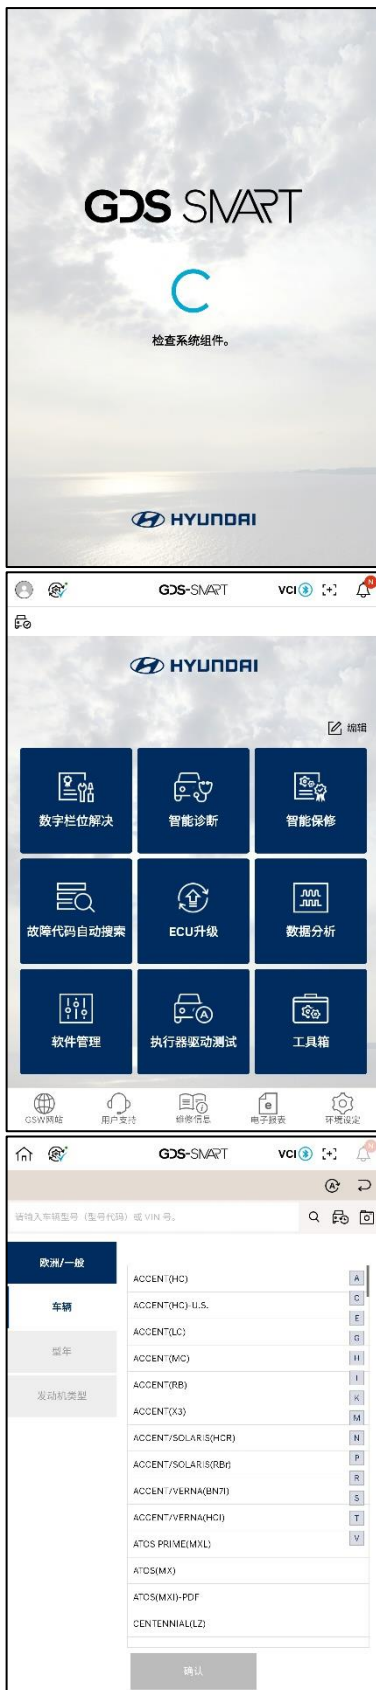 GDS SMART
检查系统组件。
HYUNDAI
N
GDS-SMART VCI
HYUNDAI
编辑
数字栏位解决 智能诊断 智能保修
故障代码自动搜索 ECU升级 数据分析
软件管理 执行器驱动测试 工具箱
GSW网站 用户支持 维修信息 电子报表 环境设定
GDS-SMART VCI
请输入车辆型号（型号代码）或 VIN 号。
欧洲/一般
车辆
型年
发动机类型
ACCENT(HC)
ACCENT(HC)-U.S.
ACCENT(LC)
ACCENT(MC)
ACCENT(RB)
ACCENT(X3)
ACCENT/SOLARIS(HCR)
ACCENT/SOLARIS(RBr)
ACCENT/VERNA(BN7I)
ACCENT/VERNA(HCI)
ATOS PRIME(MXL)
ATOS(MX)
ATOS(MXI)-PDF
CENTENNIAL(LZ)
A
C
E
G
H
I
K
M
N
P
R
S
T
V
确认